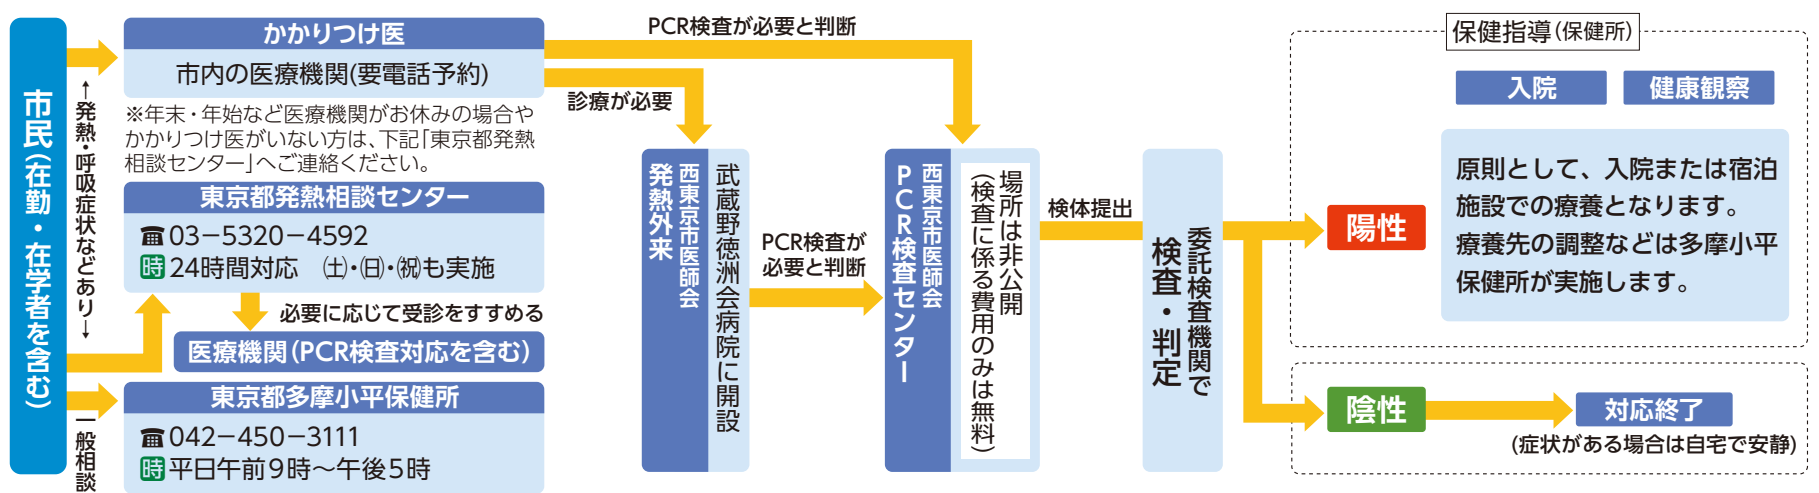 市民(在勤・在学者を含む)
←発熱・呼吸症状などあり→
一般相談
かかりつけ医
市内の医療機関(要電話予約)
※年末・年始など医療機関がお休みの場合や
かかりつけ医がいない方は、下記「東京都発熱
相談センター」へご連絡ください。
東京都発熱相談センター
☎03－5320－4592
時24時間対応 ㈯・㈰・㈷も実施
必要に応じて受診をすすめる
医療機関(PCR検査対応を含む)
東京都多摩小平保健所
☎042－450－3111
時平日午前9時～午後5時
PCR検査が必要と判断
診療が必要
西東京市医師会
発熱外来
武蔵野徳洲会病院に開設
PCR検査が
必要と判断
西東京市医師会
PCR検査センター
場所は非公開
(検査に係る費用のみは無料)
検体提出
委託検査機関で
検査・判定
保健指導(保健所)
入院
健康観察
陽性
原則として、入院または宿泊
施設での療養となります。
療養先の調整などは多摩小平
保健所が実施します。
陰性
対応終了
(症状がある場合は自宅で安静)